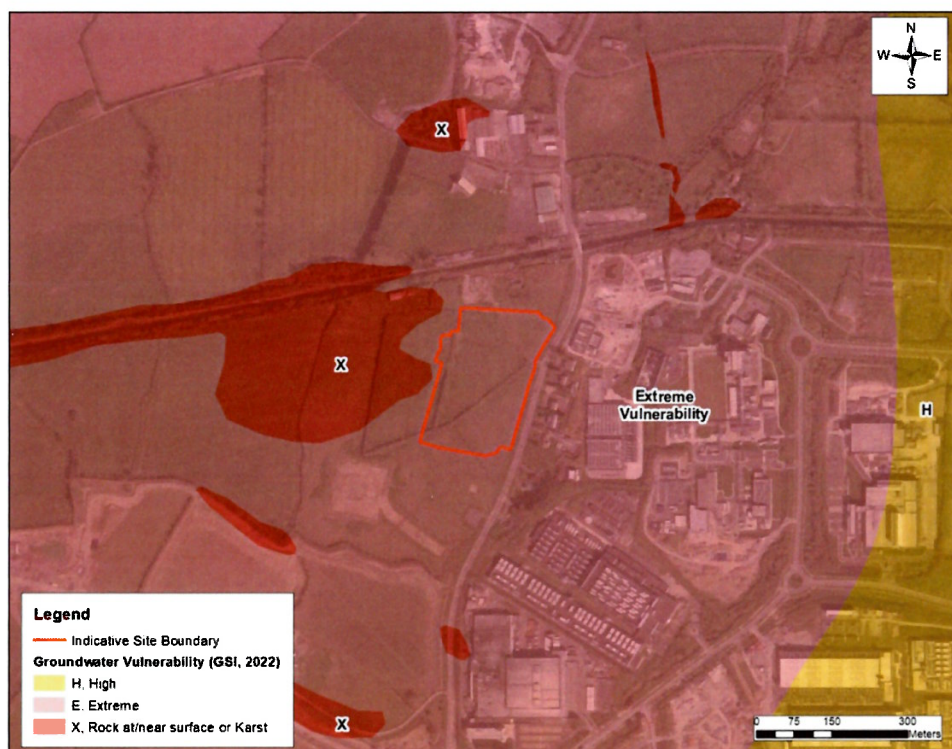 N
W E
S
X
X
Extreme
Vulnerability
H
X
Legend
Indicative Site Boundary
Groundwater Vulnerability (GSI, 2022)
H, High
E, Extreme
X, Rock at/near surface or Karst
0 75 150 300
Meters